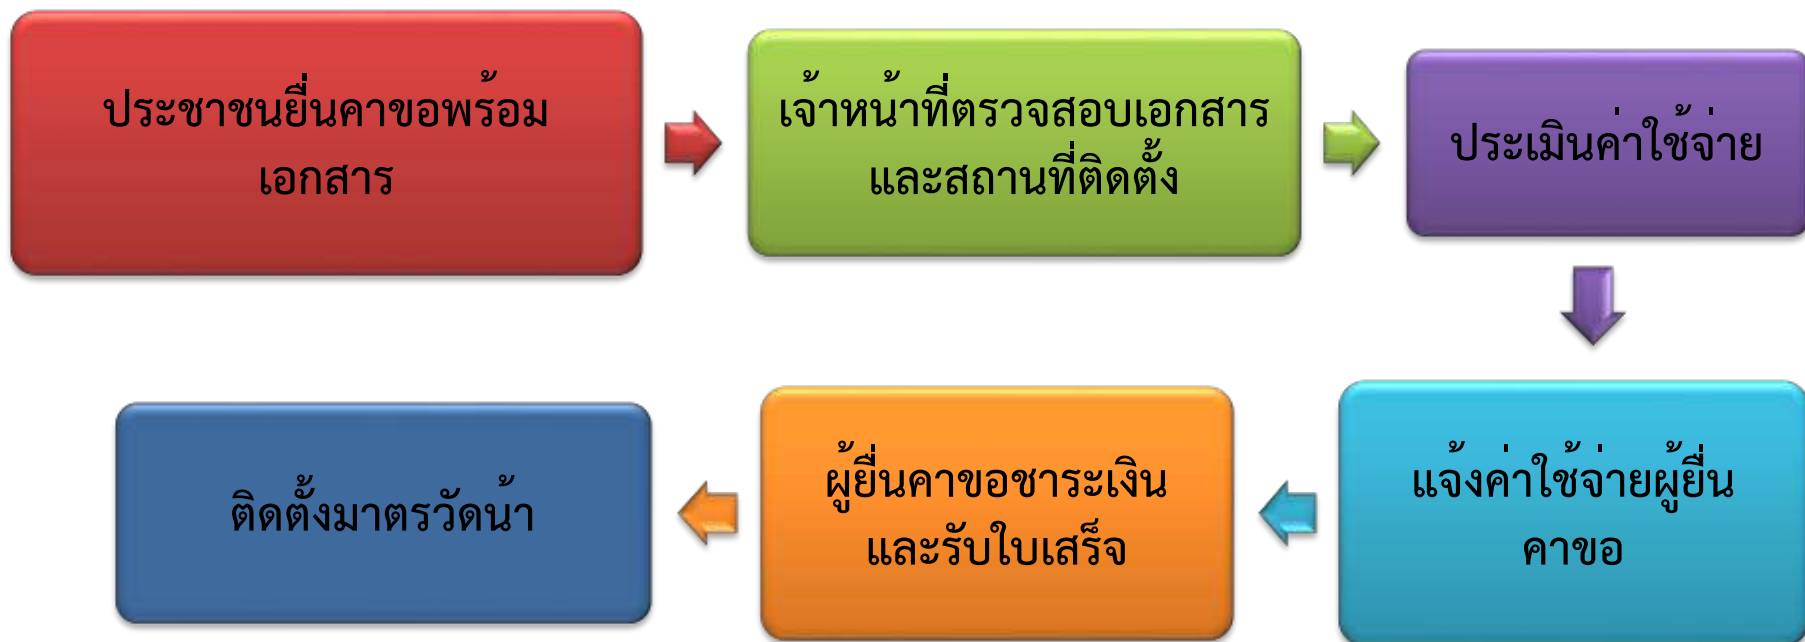 ประชาชนยื่นคาขอพร้อม
เอกสาร
เจ้าหน้าที่ตรวจสอบเอกสาร
และสถานที่ติดตั้ง
ประเมินค่าใช้จ่าย
แจ้งค่าใช้จ่ายผู้ยื่น
คาขอ
ผู้ยื่นคาขอชาระเงิน
และรับใบเสร็จ
ติดตั้งมาตรวัดน้า